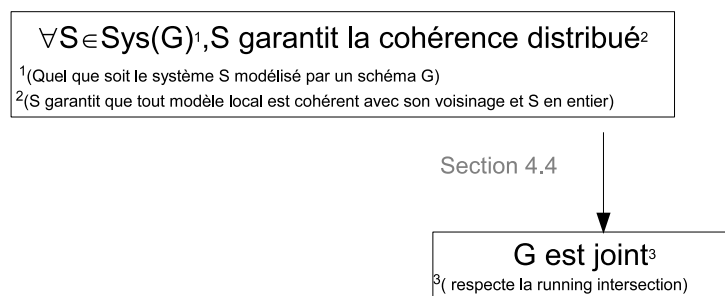 ∀S∈Sys(G)¹,S garantit la cohérence distribué²
¹(Quel que soit le système S modélisé par un schéma G)
²(S garantit que tout modèle local est cohérent avec son voisinage et S en entier)
Section 4.4
G est joint³
³( respecte la running intersection)